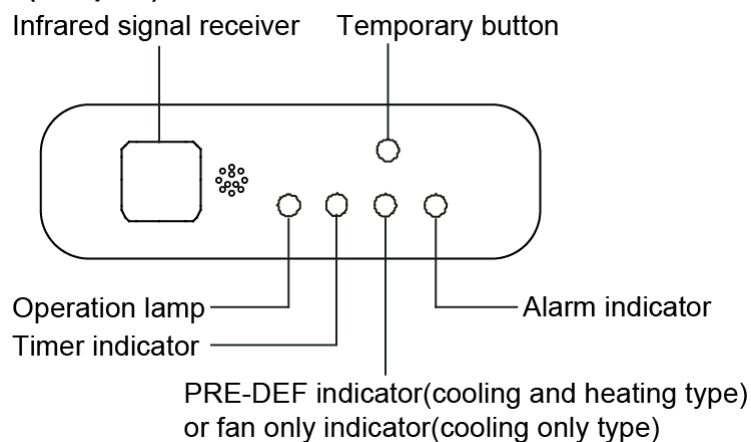 Infrared signal receiver
Temporary button
Operation lamp
Alarm indicator
Timer indicator
PRE-DEF indicator(cooling and heating type)
or fan only indicator(cooling only type)